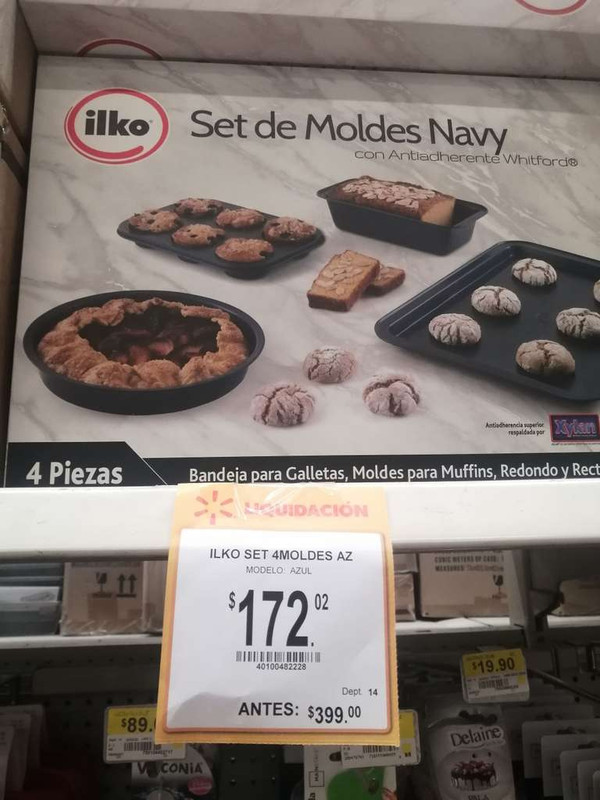 ilko
Set de Moldes Navy
con Antiadherente Whitford®
Antiadherencia superior
respaldada por
Xylan
4 Piezas
Bandeja para Galletas, Moldes para Muffins, Redondo y Rect
LIQUIDACIÓN
ILKO SET 4MOLDES AZ
MODELO: AZUL
$172.02
40100482228
Dept. 14
ANTES: $399.00
$19.90
$89.
Delaine